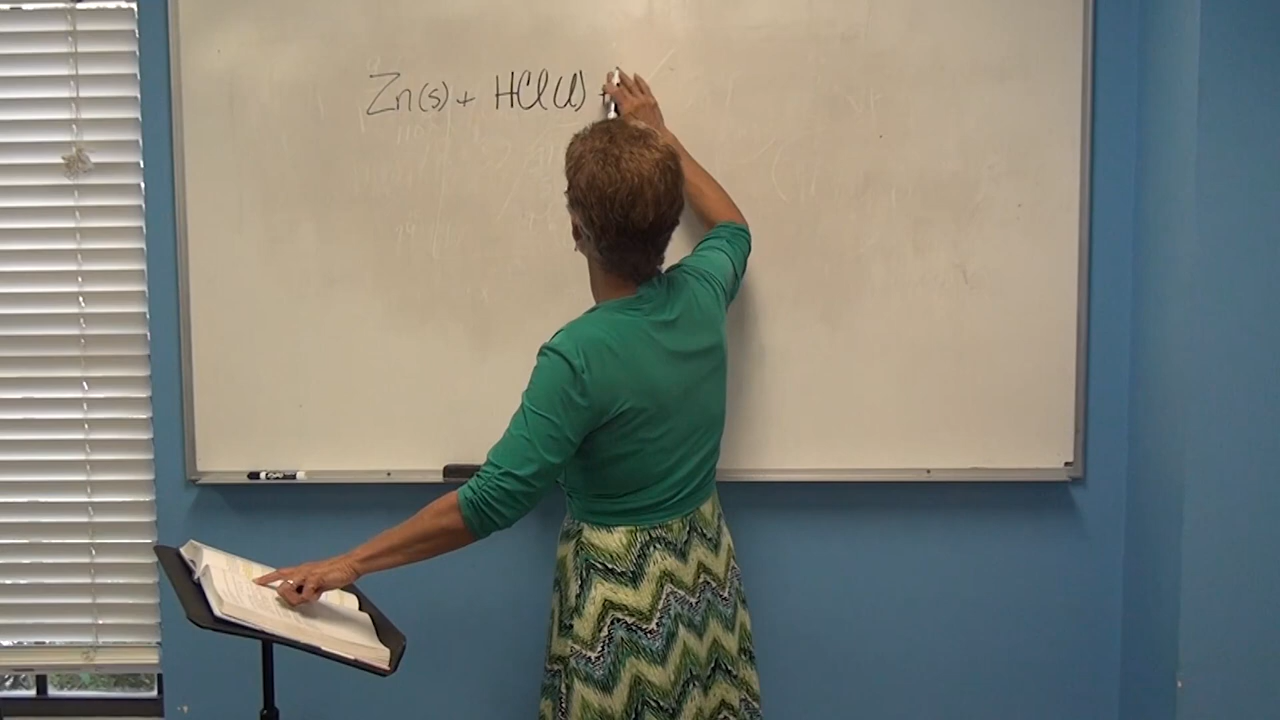 Zn(s) + HCl(l) +